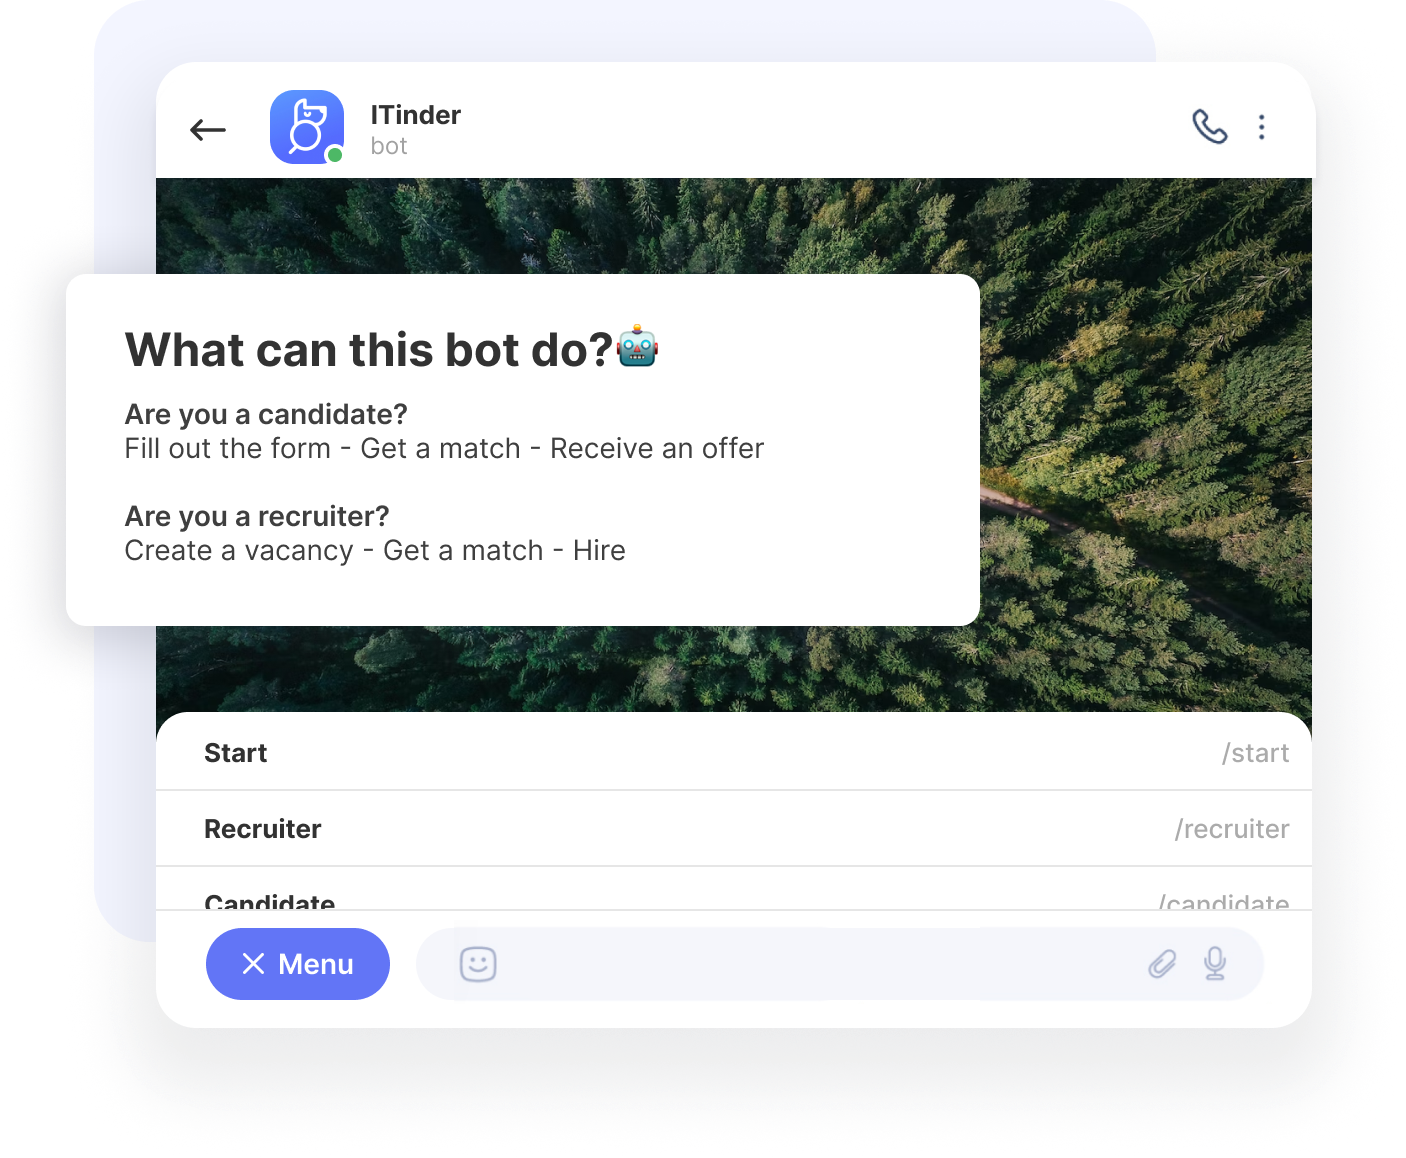 ITinder
bot
What can this bot do?🤖
Are you a candidate?
Fill out the form - Get a match - Receive an offer
Are you a recruiter?
Create a vacancy - Get a match - Hire
Start /start
Recruiter /recruiter
Candidate /candidate
Menu